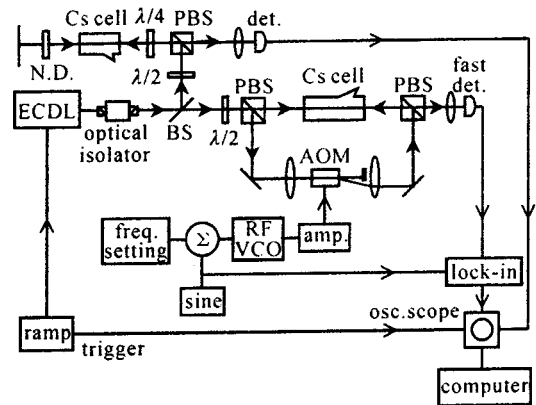 Cs cell λ/4 PBS det.
N.D.
λ/2
ECDL
optical
isolator
BS
λ/2
PBS
Cs cell
PBS
fast
det.
AOM
freq.
setting
Σ
RF
VCO
amp.
sine
lock-in
osc.scope
ramp
trigger
computer